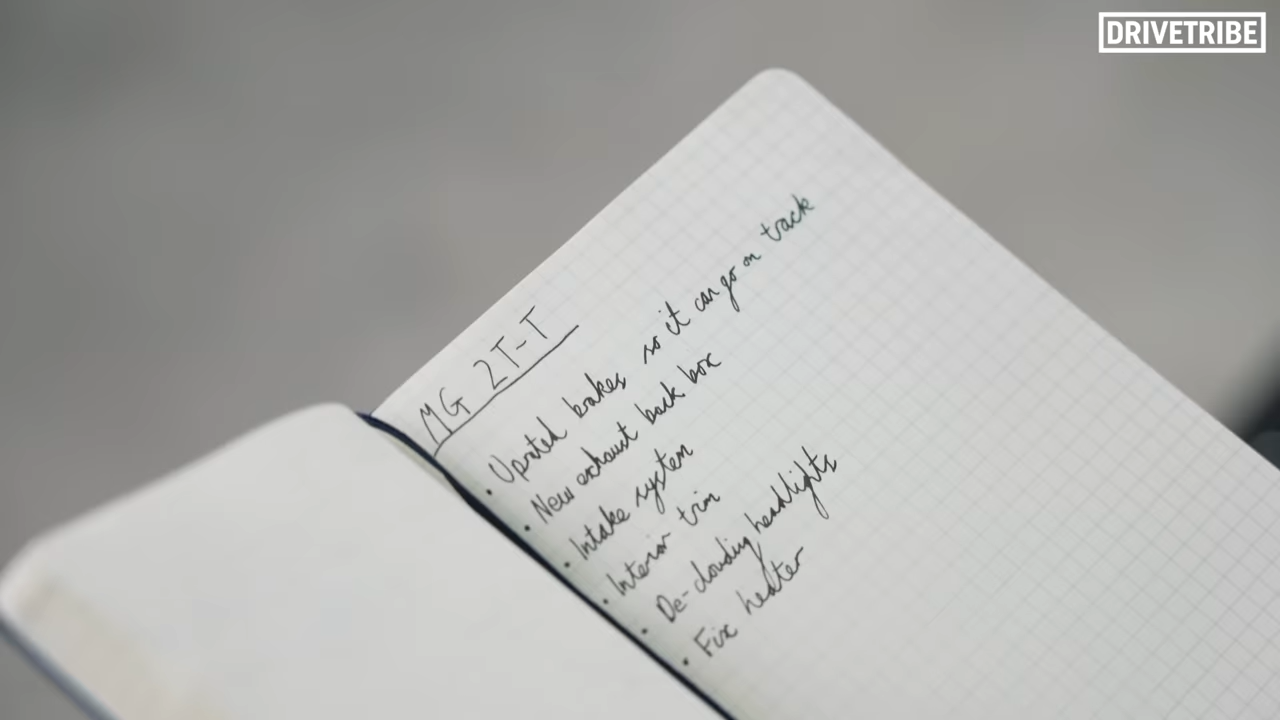 DRIVETRIBE
MG ZT-T
• Uprated brakes so it can go on track
• New exhaust back box
• Intake system
• Interior trim
• De-clouding headlights
• Fix heater